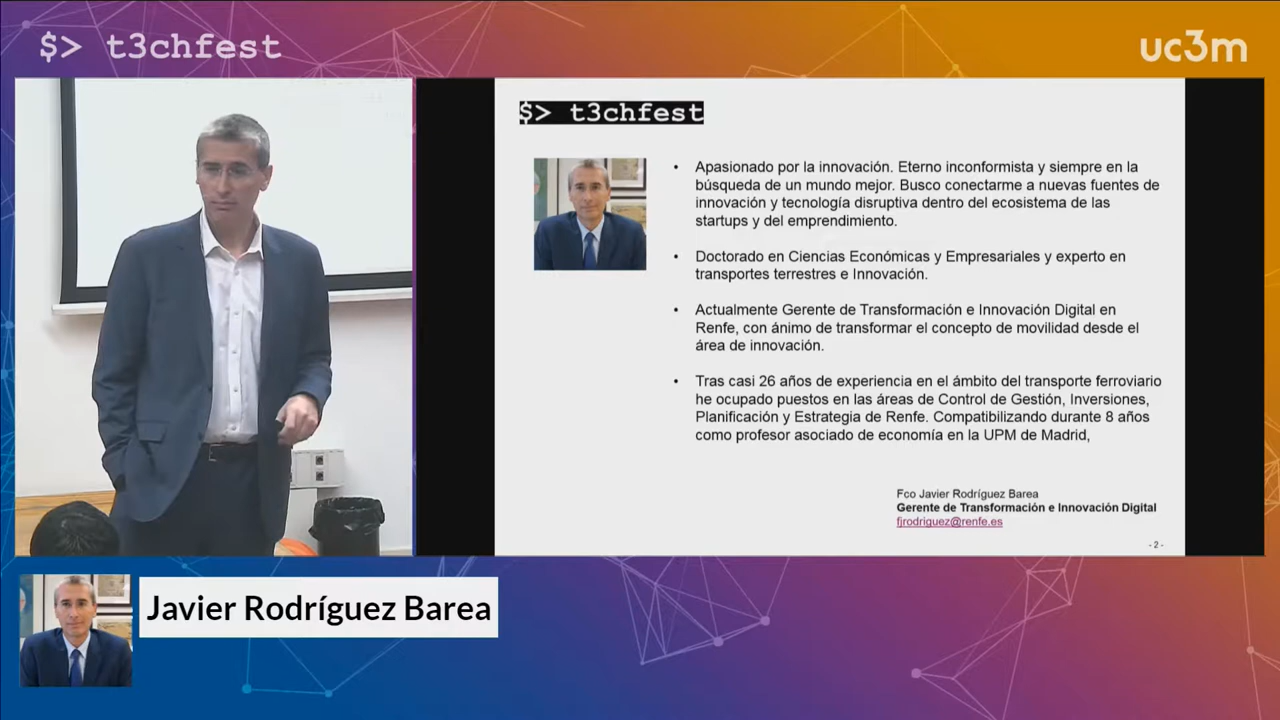 $> t3chfest
uc3m
$> t3chfest
• Apasionado por la innovación. Eterno inconformista y siempre en la
búsqueda de un mundo mejor. Busco conectarme a nuevas fuentes de
innovación y tecnología disruptiva dentro del ecosistema de las
startups y del emprendimiento.
• Doctorado en Ciencias Económicas y Empresariales y experto en
transportes terrestres e Innovación.
• Actualmente Gerente de Transformación e Innovación Digital en
Renfe, con ánimo de transformar el concepto de movilidad desde el
área de innovación.
• Tras casi 26 años de experiencia en el ámbito del transporte ferroviario
he ocupado puestos en las áreas de Control de Gestión, Inversiones,
Planificación y Estrategia de Renfe. Compatibilizando durante 8 años
como profesor asociado de economía en la UPM de Madrid,
Fco Javier Rodríguez Barea
Gerente de Transformación e Innovación Digital
fjrodriguez@renfe.es
- 2 -
Javier Rodríguez Barea